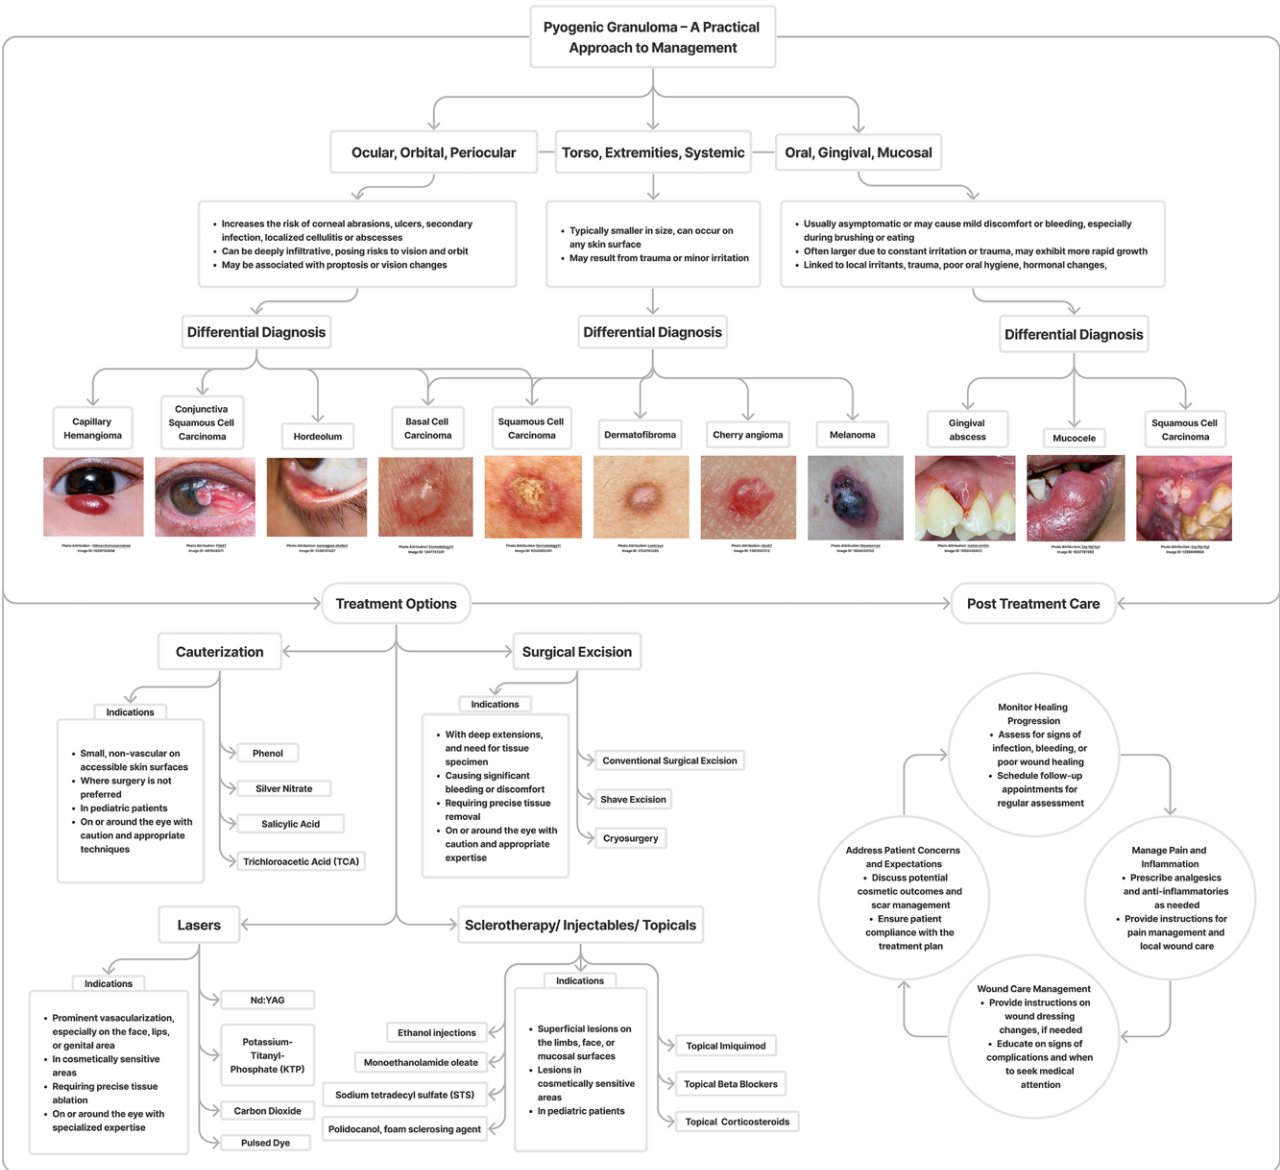 Pyogenic Granuloma – A Practical
Approach to Management
Ocular, Orbital, Periocular
Torso, Extremities, Systemic
Oral, Gingival, Mucosal
• Increases the risk of corneal abrasions, ulcers, secondary
infection, localized cellulitis or abscesses
• Can be deeply infiltrative, posing risks to vision and orbit
• May be associated with proptosis or vision changes
• Typically smaller in size, can occur on
any skin surface
• May result from trauma or minor irritation
• Usually asymptomatic or may cause mild discomfort or bleeding, especially
during brushing or eating
• Often larger due to constant irritation or trauma, may exhibit more rapid growth
• Linked to local irritants, trauma, poor oral hygiene, hormonal changes,
Differential Diagnosis
Differential Diagnosis
Differential Diagnosis
Capillary
Hemangioma
Conjunctiva
Squamous Cell
Carcinoma
Hordeolum
Basal Cell
Carcinoma
Squamous Cell
Carcinoma
Dermatofibroma
Cherry angioma
Melanoma
Gingival
abscess
Mucocele
Squamous Cell
Carcinoma
Treatment Options
Post Treatment Care
Cauterization
Indications
• Small, non-vascular on
accessible skin surfaces
• Where surgery is not
preferred
• In pediatric patients
• On or around the eye with
caution and appropriate
techniques
Phenol
Silver Nitrate
Salicylic Acid
Trichloroacetic Acid (TCA)
Surgical Excision
Indications
• With deep extensions,
and need for tissue
specimen
• Causing significant
bleeding or discomfort
• Requiring precise tissue
removal
• On or around the eye with
caution and appropriate
expertise
Conventional Surgical Excision
Shave Excision
Cryosurgery
Lasers
Indications
• Prominent vasacularization,
especially on the face, lips,
or genital area
• In cosmetically sensitive
areas
• Requiring precise tissue
ablation
• On or around the eye with
specialized expertise
Nd:YAG
Potassium-
Titanyl-
Phosphate (KTP)
Carbon Dioxide
Pulsed Dye
Sclerotherapy/ Injectables/ Topicals
Ethanol injections
Monoethanolamide oleate
Sodium tetradecyl sulfate (STS)
Polidocanol, foam sclerosing agent
Indications
• Superficial lesions on
the limbs, face, or
mucosal surfaces
• Lesions in
cosmetically sensitive
areas
• In pediatric patients
Topical Imiquimod
Topical Beta Blockers
Topical Corticosteroids
Monitor Healing
Progression
• Assess for signs of
infection, bleeding, or
poor wound healing
• Schedule follow-up
appointments for
regular assessment
Manage Pain and
Inflammation
• Prescribe analgesics
and anti-inflammatories
as needed
• Provide instructions for
pain management and
local wound care
Wound Care Management
• Provide instructions on
wound dressing
changes, if needed
• Educate on signs of
complications and when
to seek medical
attention
Address Patient Concerns
and Expectations
• Discuss potential
cosmetic outcomes and
scar management
• Ensure patient
compliance with the
treatment plan